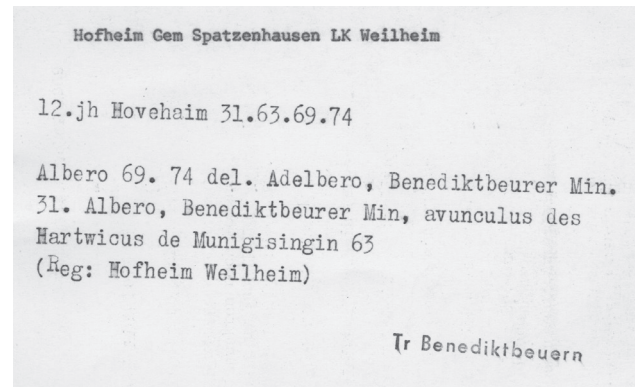 Hofheim Gem Spatzenhausen LK Weilheim
12.jh Hovehaim 31.63.69.74
Albero 69. 74 del. Adelbero, Benediktbeurer Min.
31. Albero, Benediktbeurer Min, avunculus des
Hartwicus de Munigisingin 63
(Reg: Hofheim Weilheim)
Tr Benediktbeuern